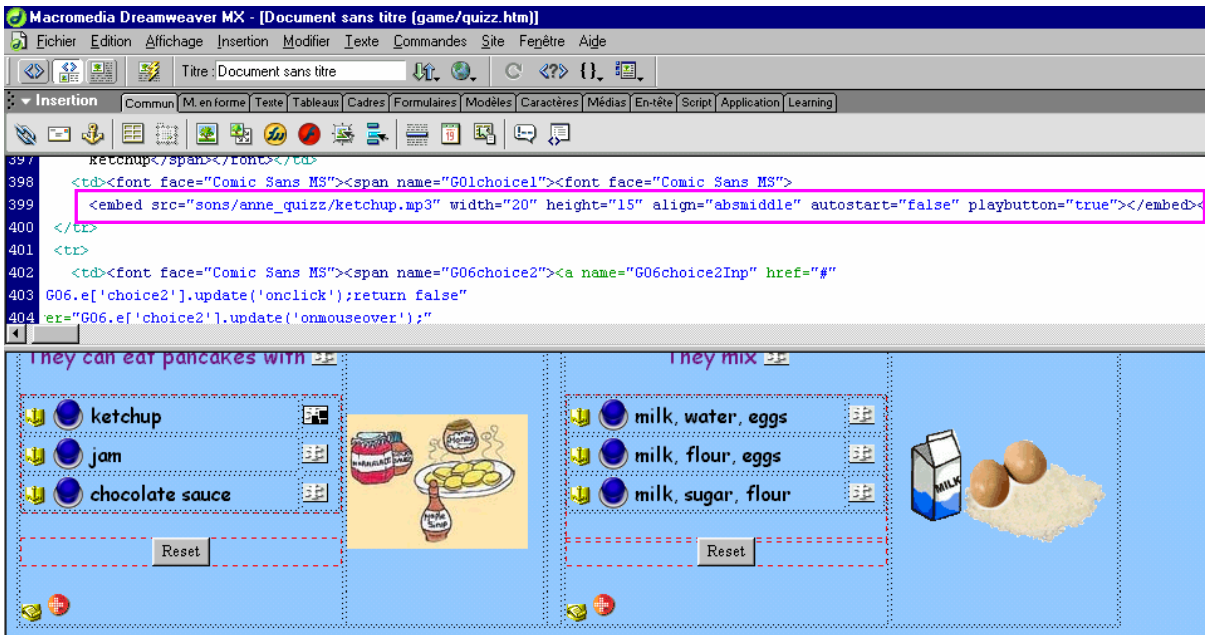 Macromedia Dreamweaver MX - [Document sans titre (game/quizz.htm)]
Fichier Edition Affichage Insertion Modifier Texte Commandes Site Fenêtre Aide
Titre : Document sans titre
Insertion Commun M. en forme Texte Tableaux Cadres Formulaires Modèles Caractères Médias En-tête Script Application Learning
397 ketchup</span></font></td>
398 <td><font face="Comic Sans MS"><span name="G01choice1"><font face="Comic Sans MS">
399 <embed src="sons/anne_quizz/ketchup.mp3" width="20" height="15" align="absmiddle" autostart="false" playbutton="true"></embed><
400 </tr>
401 <tr>
402 <td><font face="Comic Sans MS"><span name="G06choice2"><a name="G06choice2Inp" href="#"
403 G06.e['choice2'].update('onclick');return false"
404 er="G06.e['choice2'].update('onmouseover');"
They can eat pancakes with
ketchup
jam
chocolate sauce
Reset
Honey
MARMALADE
Maple Sirup
They mix
milk, water, eggs
milk, flour, eggs
milk, sugar, flour
Reset
MILK